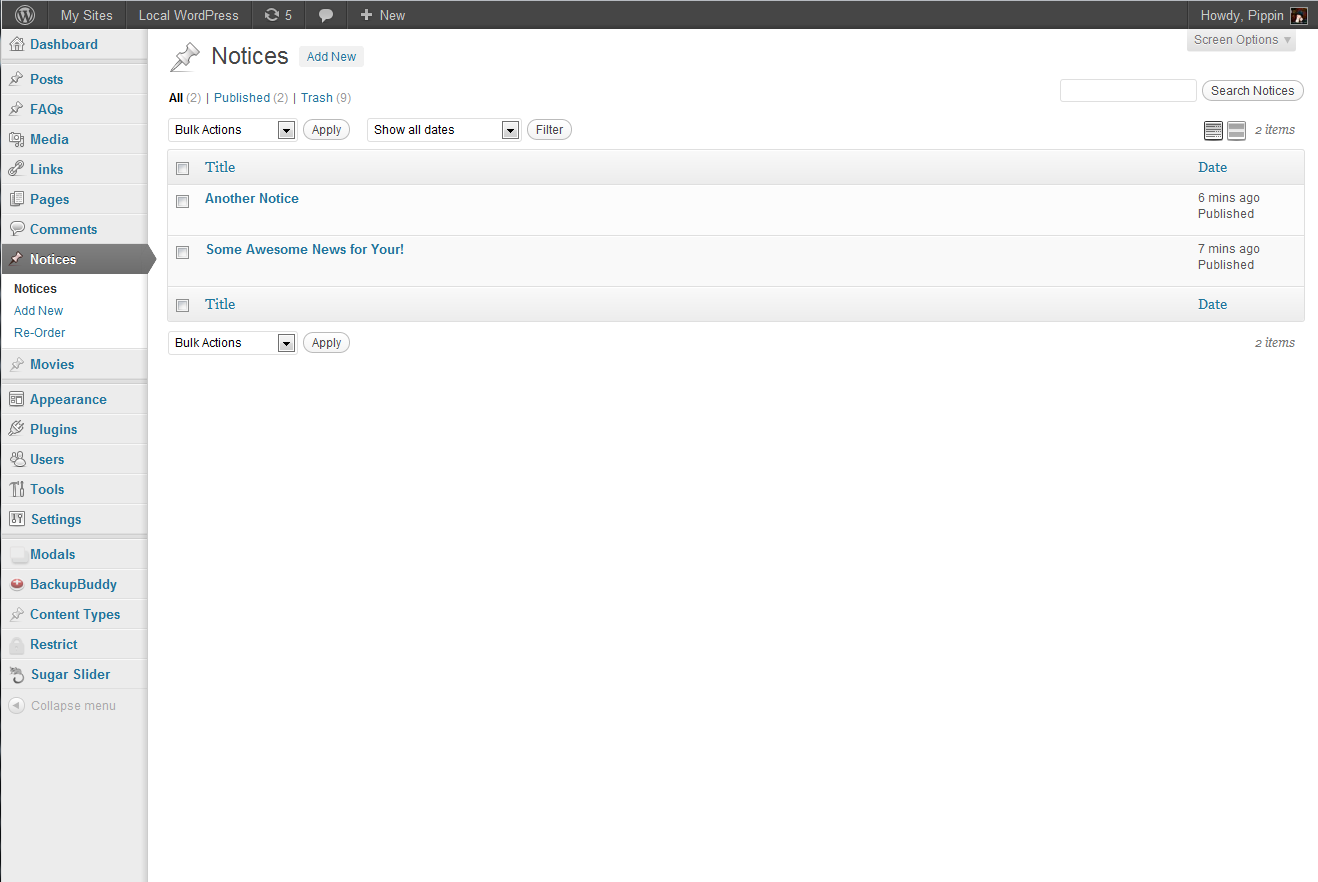 My Sites Local WordPress 5 New Howdy, Pippin
Screen Options
Dashboard
Posts
FAQs
Media
Links
Pages
Comments
Notices
Notices
Add New
Re-Order
Movies
Appearance
Plugins
Users
Tools
Settings
Modals
BackupBuddy
Content Types
Restrict
Sugar Slider
Collapse menu
Notices Add New
All (2) | Published (2) | Trash (9)
Search Notices
Bulk Actions Apply Show all dates Filter 2 items
Title Date
Another Notice 6 mins ago
Published
Some Awesome News for Your! 7 mins ago
Published
Title Date
Bulk Actions Apply 2 items